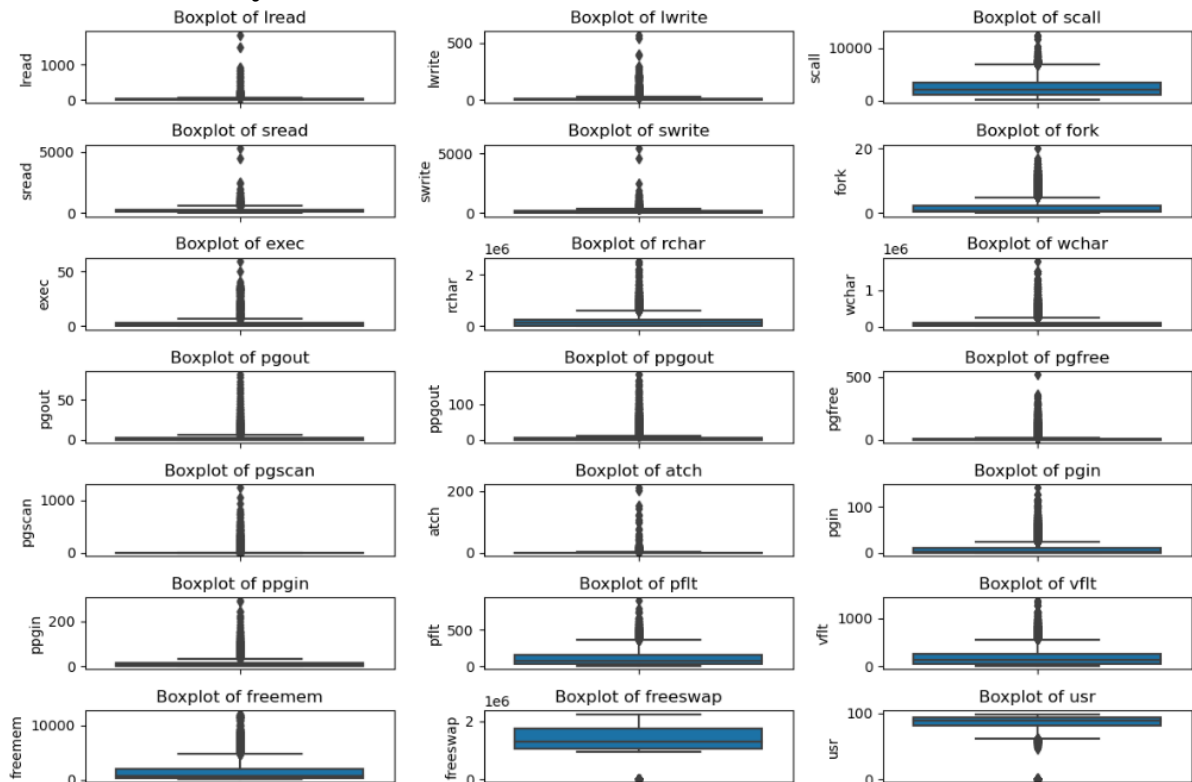 Boxplot of lread
Boxplot of lwrite
Boxplot of scall
lread
1000
0
lwrite
500
0
scall
10000
0
Boxplot of sread
Boxplot of swrite
Boxplot of fork
sread
5000
0
swrite
5000
0
fork
20
0
Boxplot of exec
Boxplot of rchar
Boxplot of wchar
exec
50
0
1e6
rchar
2
0
1e6
wchar
1
0
Boxplot of pgout
Boxplot of ppgout
Boxplot of pgfree
pgout
50
0
ppgout
100
0
pgfree
500
0
Boxplot of pgscan
Boxplot of atch
Boxplot of pgin
pgscan
1000
0
atch
200
0
pgin
100
0
Boxplot of ppgin
Boxplot of pflt
Boxplot of vflt
ppgin
200
0
pflt
500
0
vflt
1000
0
Boxplot of freemem
Boxplot of freeswap
Boxplot of usr
freemem
10000
0
1e6
freeswap
2
0
usr
100
0